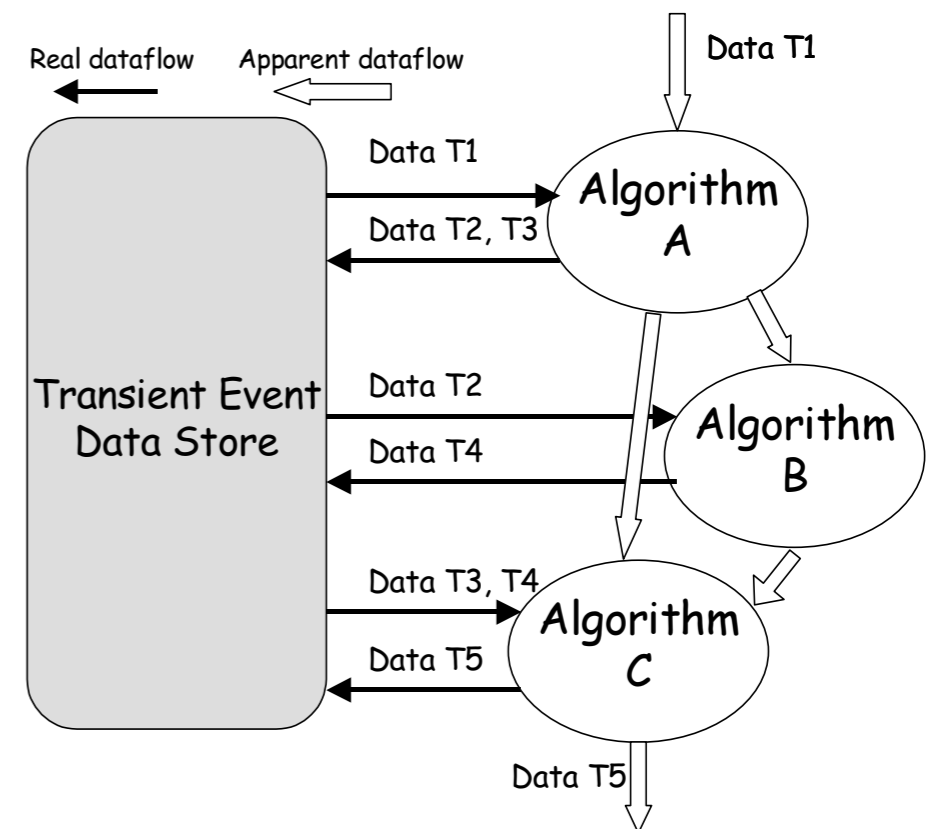 Data T1
Real dataflow
Apparent dataflow
Data T1
Algorithm
A
Data T2, T3
Transient Event
Data Store
Data T2
Algorithm
B
Data T4
Data T3, T4
Algorithm
C
Data T5
Data T5